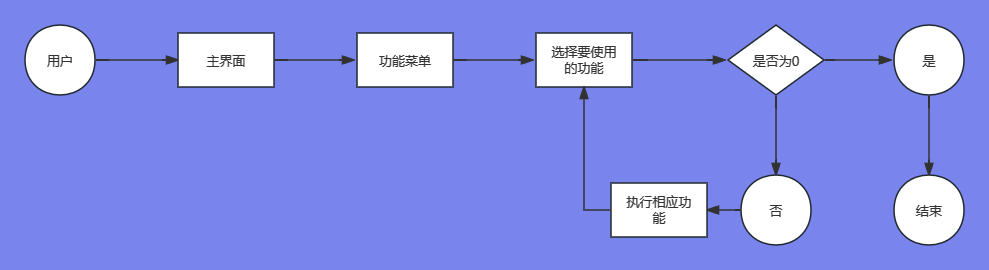 用户
主界面
功能菜单
选择要使用
的功能
是否为0
是
执行相应功
能
否
结束